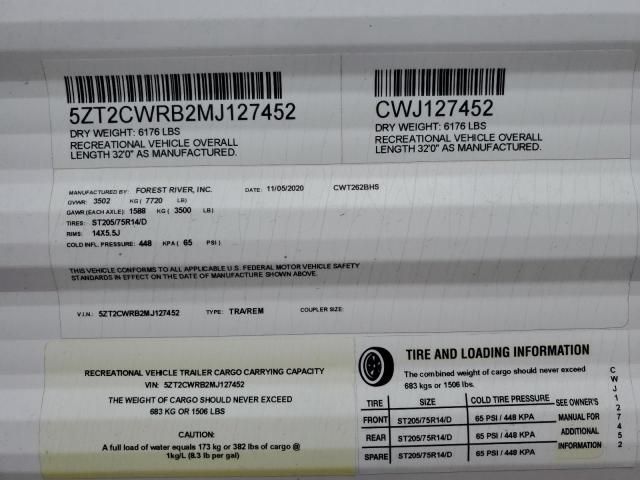 5ZT2CWRB2MJ127452
DRY WEIGHT: 6176 LBS
RECREATIONAL VEHICLE OVERALL
LENGTH 32'0" AS MANUFACTURED.
CWJ127452
DRY WEIGHT: 6176 LBS
RECREATIONAL VEHICLE OVERALL
LENGTH 32'0" AS MANUFACTURED.
MANUFACTURED BY: FOREST RIVER, INC. DATE: 11/05/2020 CWT262BHS
GVWR: 3502 KG ( 7720 LB)
GAWR (EACH AXLE): 1588 KG ( 3500 LB)
TIRES: ST205/75R14/D
RIMS: 14X5.5J
COLD INFL. PRESSURE: 448 KPA ( 65 PSI )
THIS VEHICLE CONFORMS TO ALL APPLICABLE U.S. FEDERAL MOTOR VEHICLE SAFETY
STANDARDS IN EFFECT ON THE DATE OF MANUFACTURE SHOWN ABOVE.
V.I.N.: 5ZT2CWRB2MJ127452 TYPE: TRA/REM COUPLER SIZE:
RECREATIONAL VEHICLE TRAILER CARGO CARRYING CAPACITY
VIN: 5ZT2CWRB2MJ127452
THE WEIGHT OF CARGO SHOULD NEVER EXCEED
683 KG OR 1506 LBS
CAUTION:
A full load of water equals 173 kg or 382 lbs of cargo @
1kg/L (8.3 lb per gal)
TIRE AND LOADING INFORMATION
The combined weight of cargo should never exceed
683 kgs or 1506 lbs.
TIRE SIZE COLD TIRE PRESSURE SEE OWNER'S
FRONT ST205/75R14/D 65 PSI / 448 KPA MANUAL FOR
REAR ST205/75R14/D 65 PSI / 448 KPA ADDITIONAL
SPARE ST205/75R14/D 65 PSI / 448 KPA INFORMATION
CWJ127452